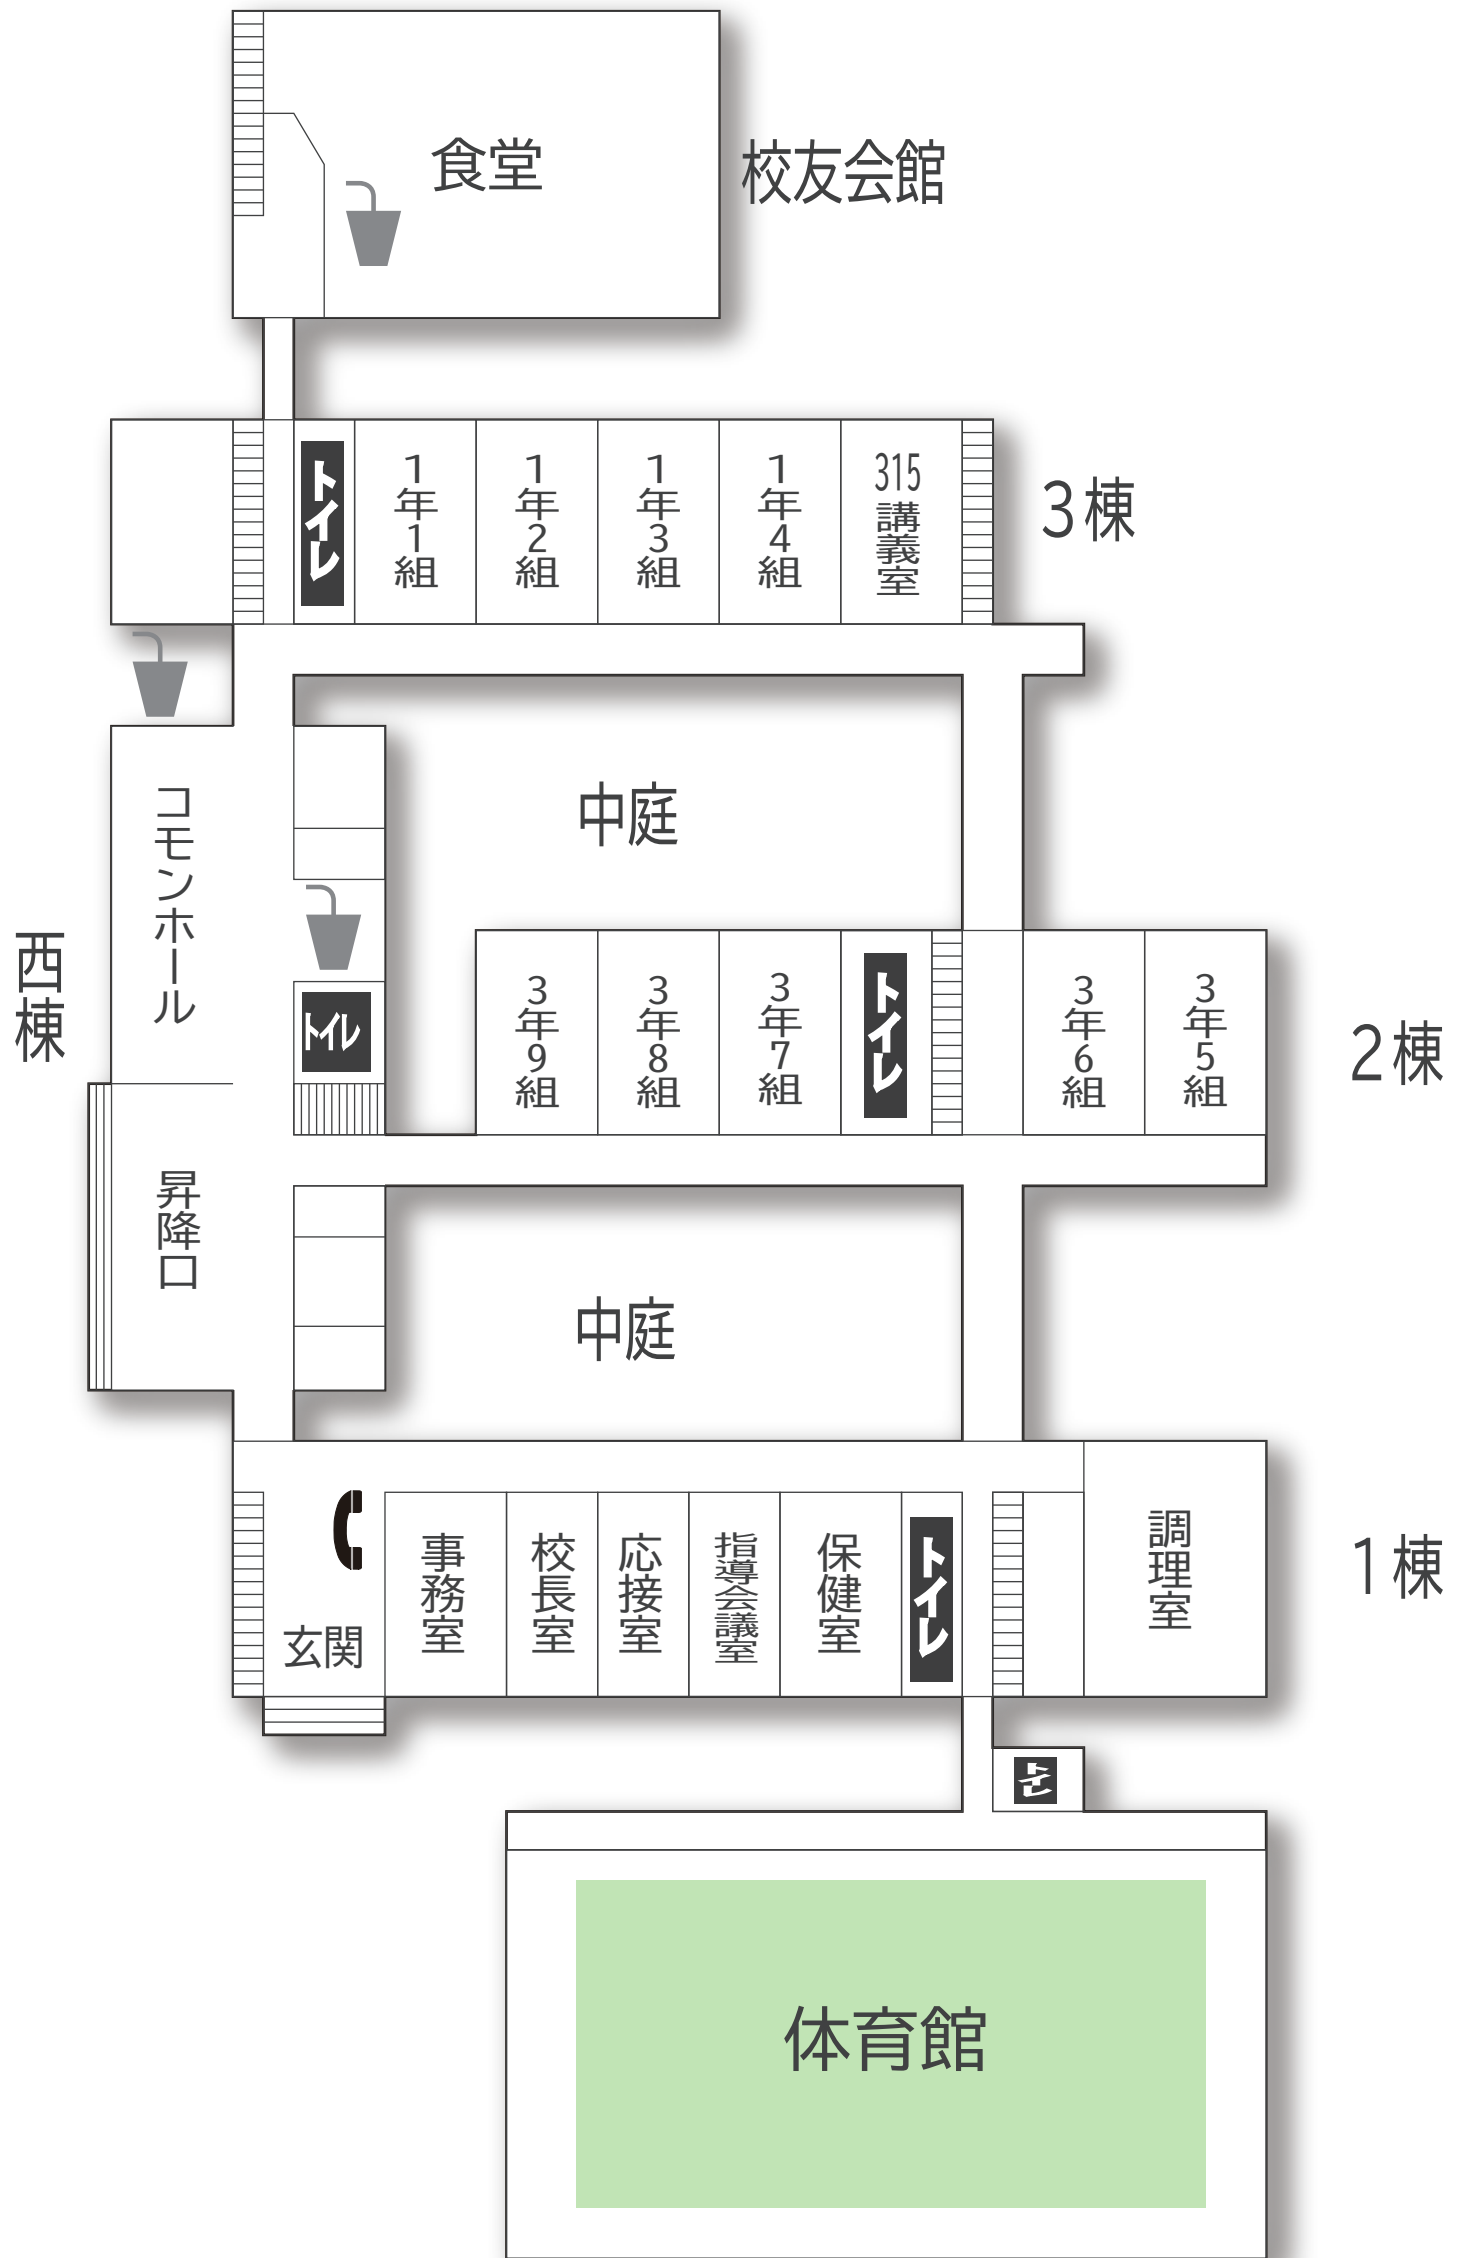 食堂
校友会館
トイレ
1年1組
1年2組
1年3組
1年4組
315
講義室
3棟
コモンホール
中庭
西棟
トイレ
3年9組
3年8組
3年7組
トイレ
3年6組
3年5組
2棟
昇降口
中庭
玄関
事務室
校長室
応接室
指導会議室
保健室
トイレ
調理室
1棟
トイレ
体育館